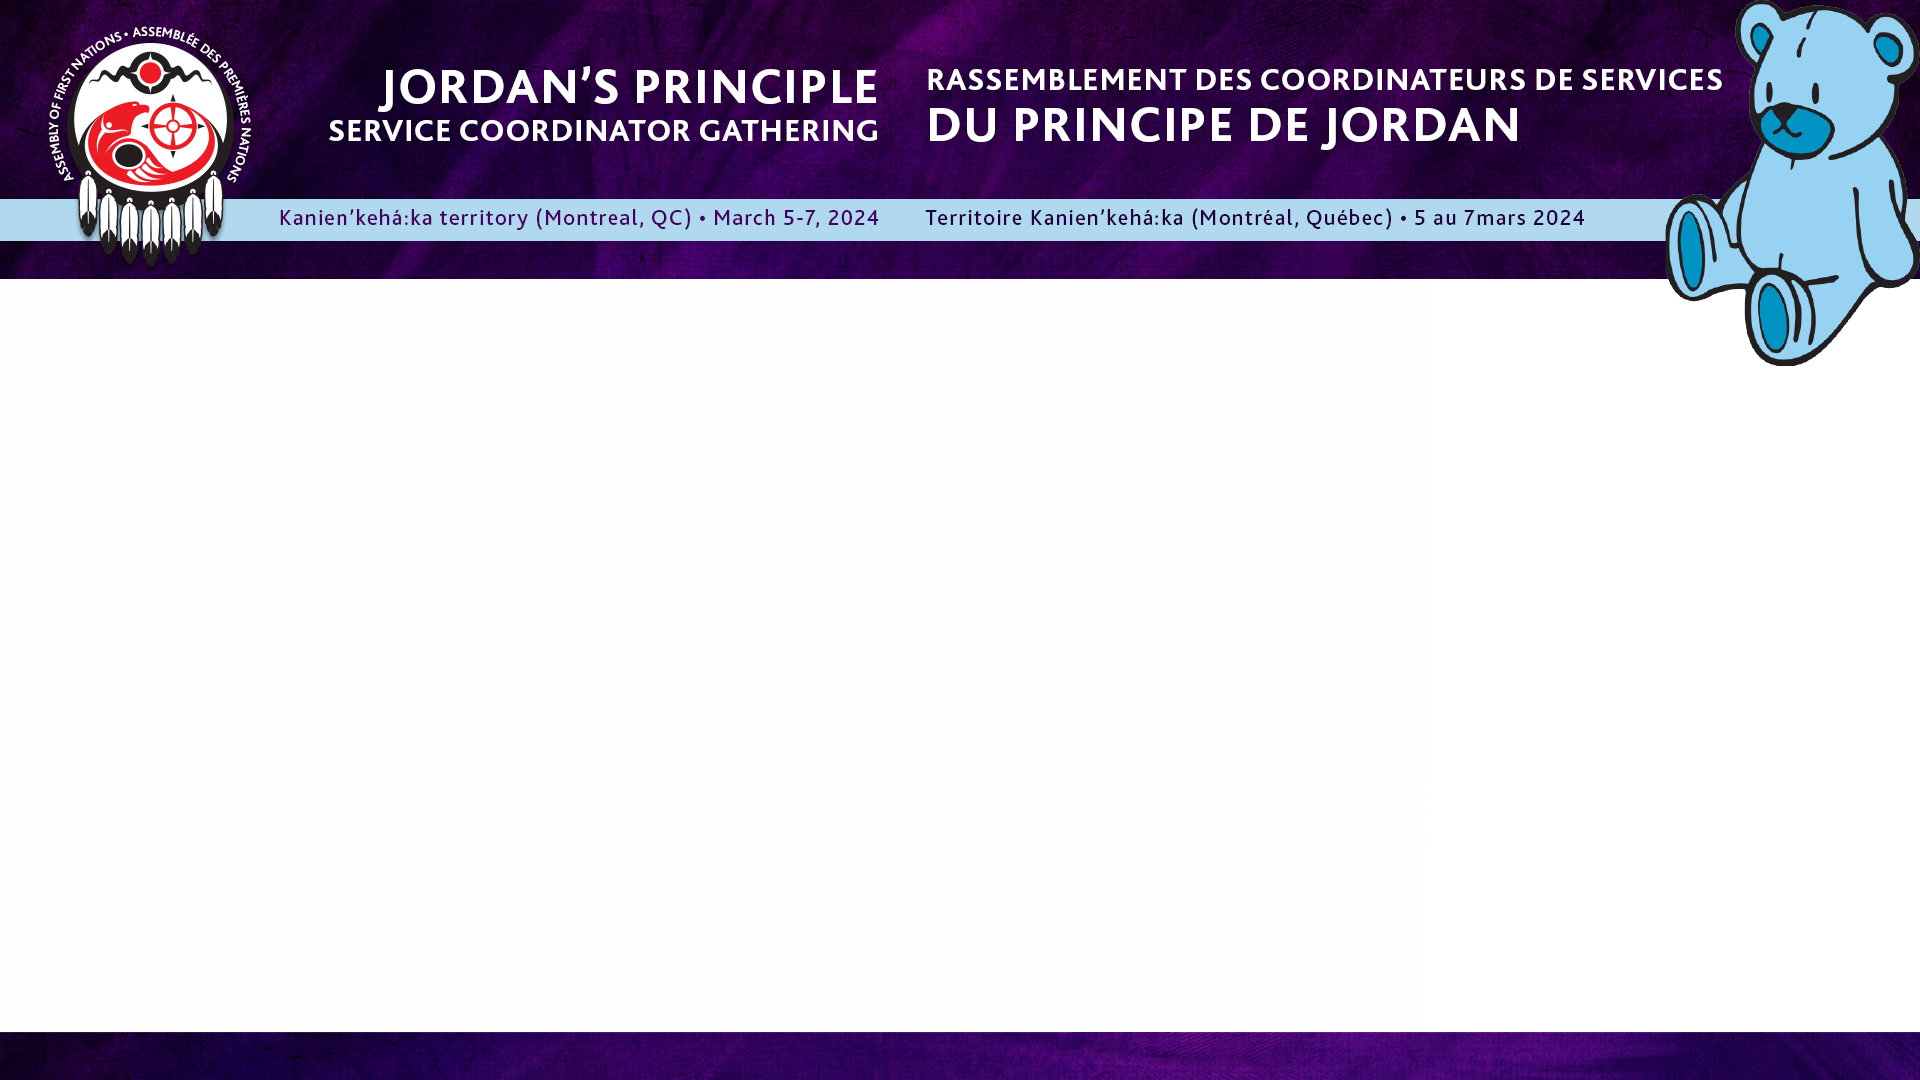 ASSEMBLY OF FIRST NATIONS • ASSEMBLÉE DES PREMIÈRES NATIONS
JORDAN’S PRINCIPLE
SERVICE COORDINATOR GATHERING
RASSEMBLEMENT DES COORDINATEURS DE SERVICES
DU PRINCIPE DE JORDAN
Kanien’kehá:ka territory (Montreal, QC) • March 5-7, 2024
Territoire Kanien’kehá:ka (Montréal, Québec) • 5 au 7mars 2024